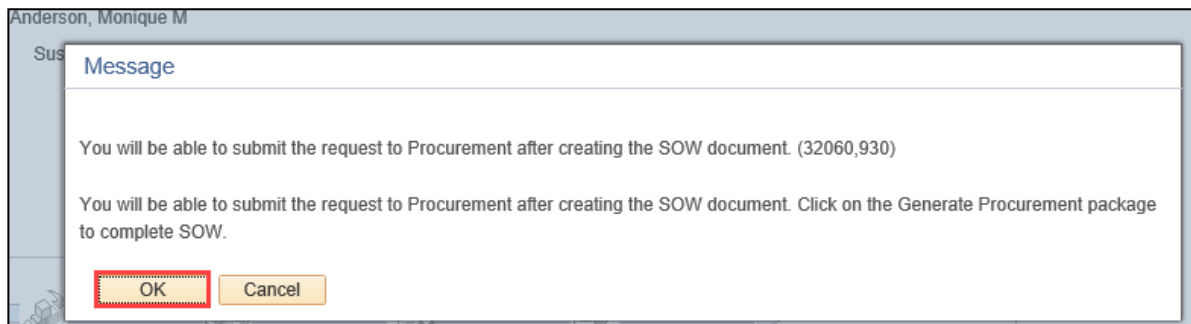 Anderson, Monique M
Sus
Message
You will be able to submit the request to Procurement after creating the SOW document. (32060,930)
You will be able to submit the request to Procurement after creating the SOW document. Click on the Generate Procurement package
to complete SOW.
OK Cancel